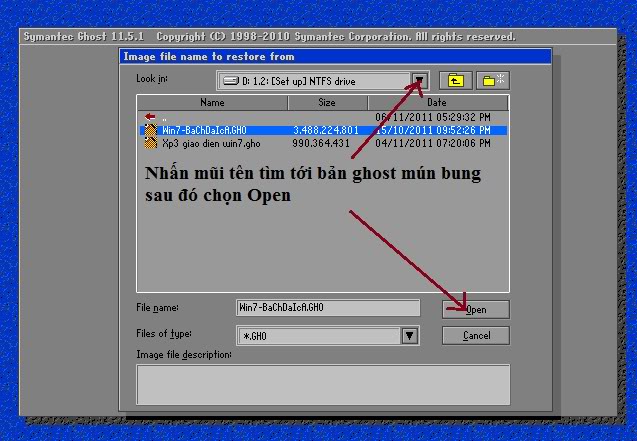 Symantec Ghost 11.5.1 Copyright (C) 1998-2010 Symantec Corporation. All rights reserved.
Image file name to restore from
Look in: D: 1.2: [Set up] NTFS drive
Name Size Date
.. 06/11/2011 05:29:32 PM
Win7-BaChDaIcA.GHO 3.488.224.801 15/10/2011 09:52:26 PM
Xp3 giao dien win7.gho 990.364.431 04/11/2011 07:20:06 PM
Nhấn mũi tên tìm tới bản ghost mún bung
sau đó chọn Open
File name: Win7-BaChDaIcA.GHO Open
Files of type: *.GHO Cancel
Image file description: